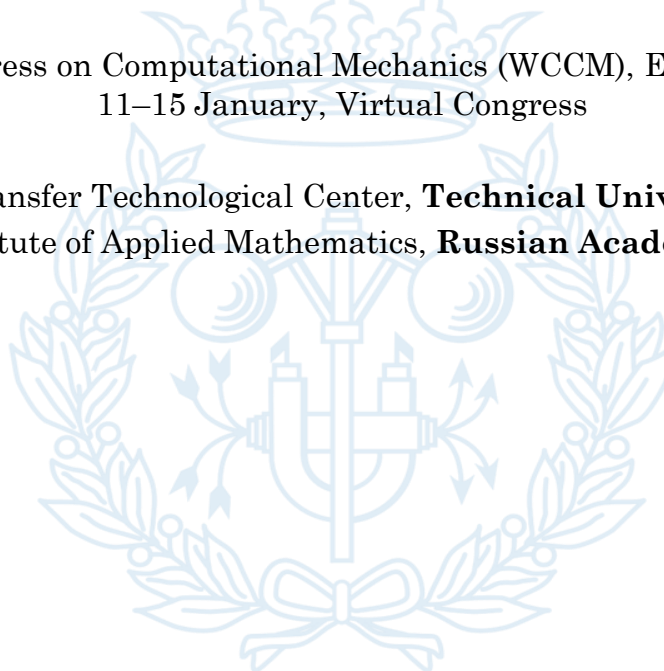 ress on Computational Mechanics (WCCM), E
11–15 January, Virtual Congress
ansfer Technological Center, Technical Univ
tute of Applied Mathematics, Russian Acad